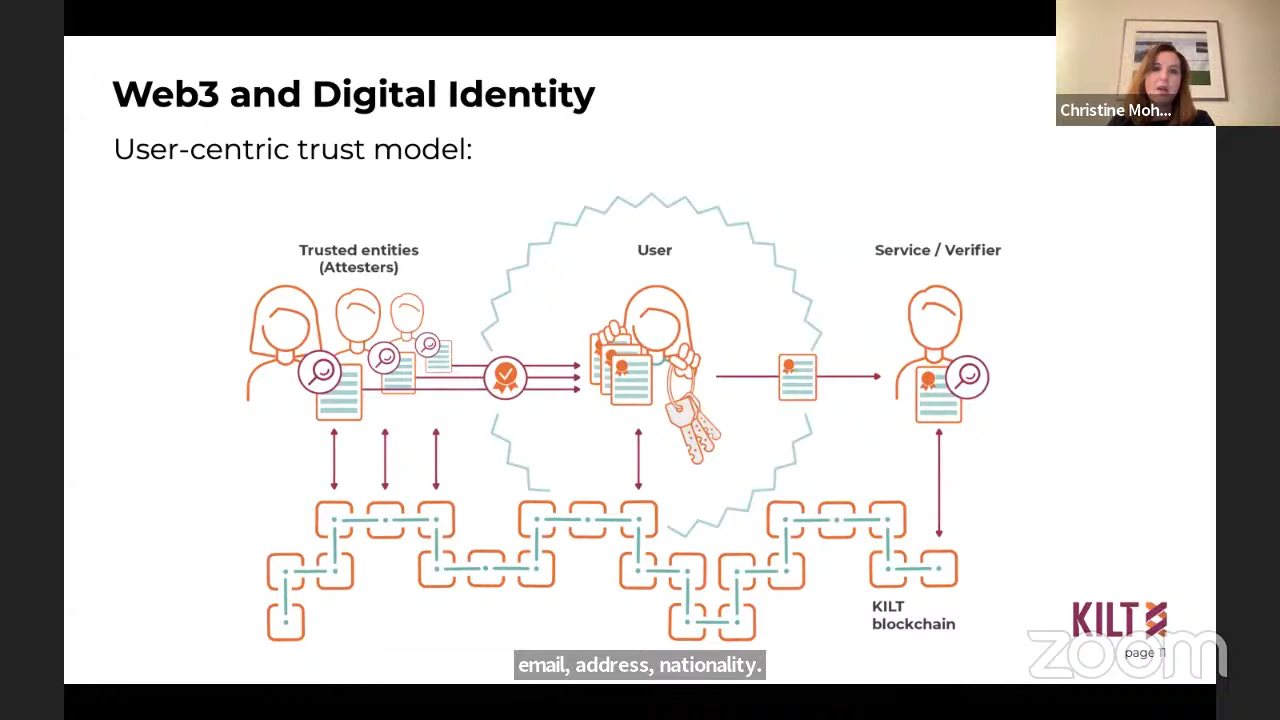 Web3 and Digital Identity
Christine Moh...
User-centric trust model:
Trusted entities
(Attesters)
User
Service / Verifier
KILT
blockchain
KILT
page 11
zoom
email, address, nationality.